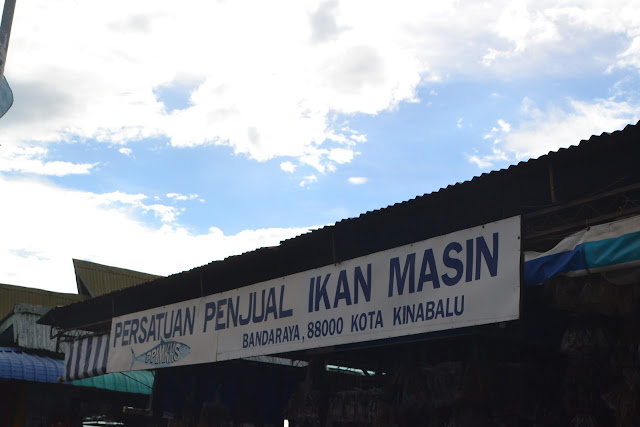 PERSATUAN PENJUAL IKAN MASIN
BANDARAYA, 88000 KOTA KINABALU